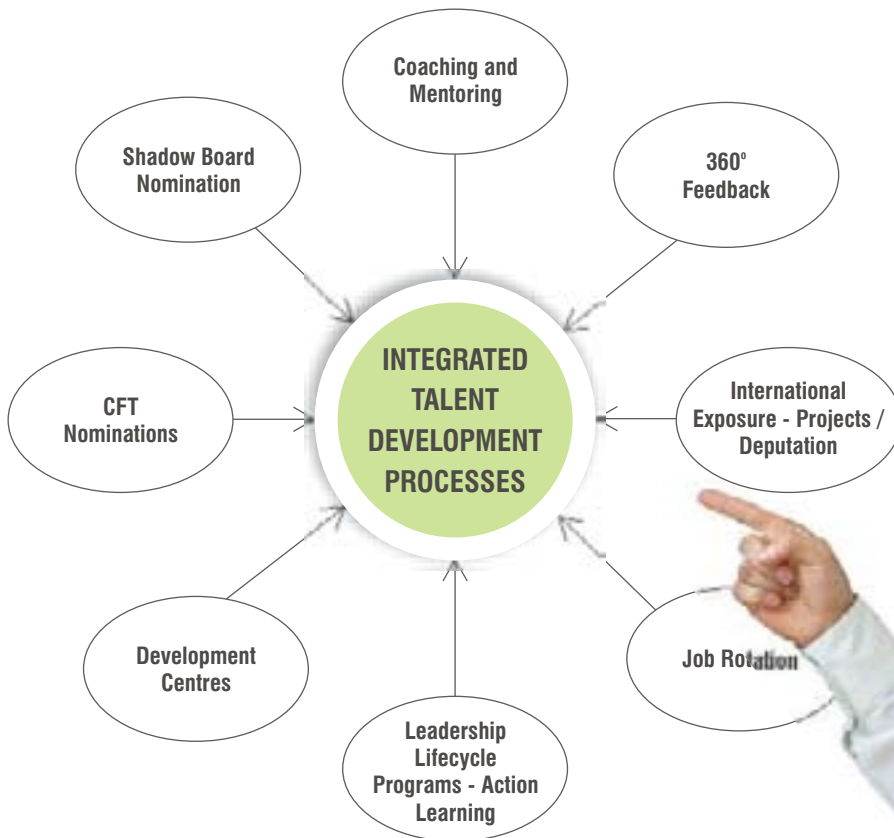 Coaching and
Mentoring
Shadow Board
Nomination
360°
Feedback
INTEGRATED
TALENT
DEVELOPMENT
PROCESSES
CFT
Nominations
International
Exposure - Projects /
Deputation
Development
Centres
Job Rotation
Leadership
Lifecycle
Programs - Action
Learning